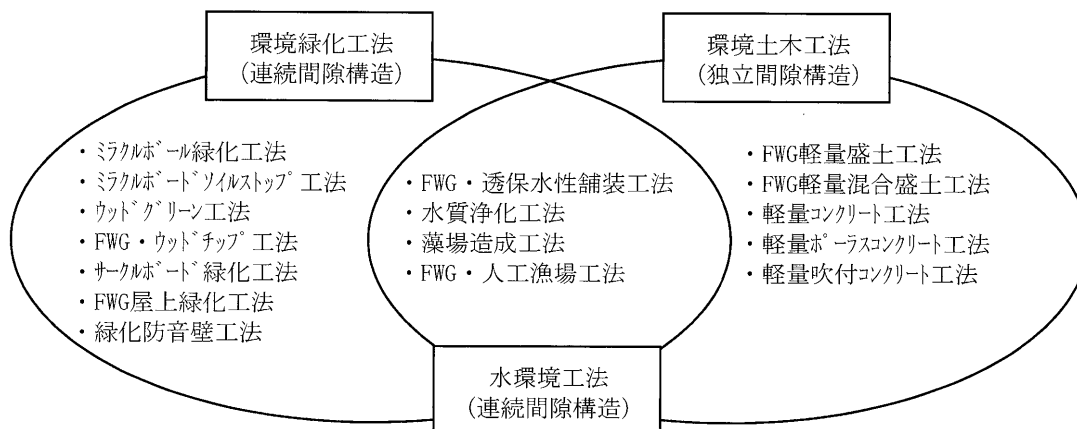 環境緑化工法
(連続間隙構造)
環境土木工法
(独立間隙構造)
・ﾐﾗｸﾙﾎﾞｰﾙ緑化工法
・ﾐﾗｸﾙﾎﾞｰﾄﾞｿｲﾙｽﾄｯﾌﾟ工法
・ｳｯﾄﾞｸﾞﾘｰﾝ工法
・FWG・ｳｯﾄﾞﾁｯﾌﾟ工法
・ｻｰｸﾙﾎﾞｰﾄﾞ緑化工法
・FWG屋上緑化工法
・緑化防音壁工法
・FWG・透保水性舗装工法
・水質浄化工法
・藻場造成工法
・FWG・人工漁場工法
・FWG軽量盛土工法
・FWG軽量混合盛土工法
・軽量ｺﾝｸﾘｰﾄ工法
・軽量ﾎﾟｰﾗｽｺﾝｸﾘｰﾄ工法
・軽量吹付ｺﾝｸﾘｰﾄ工法
水環境工法
(連続間隙構造)